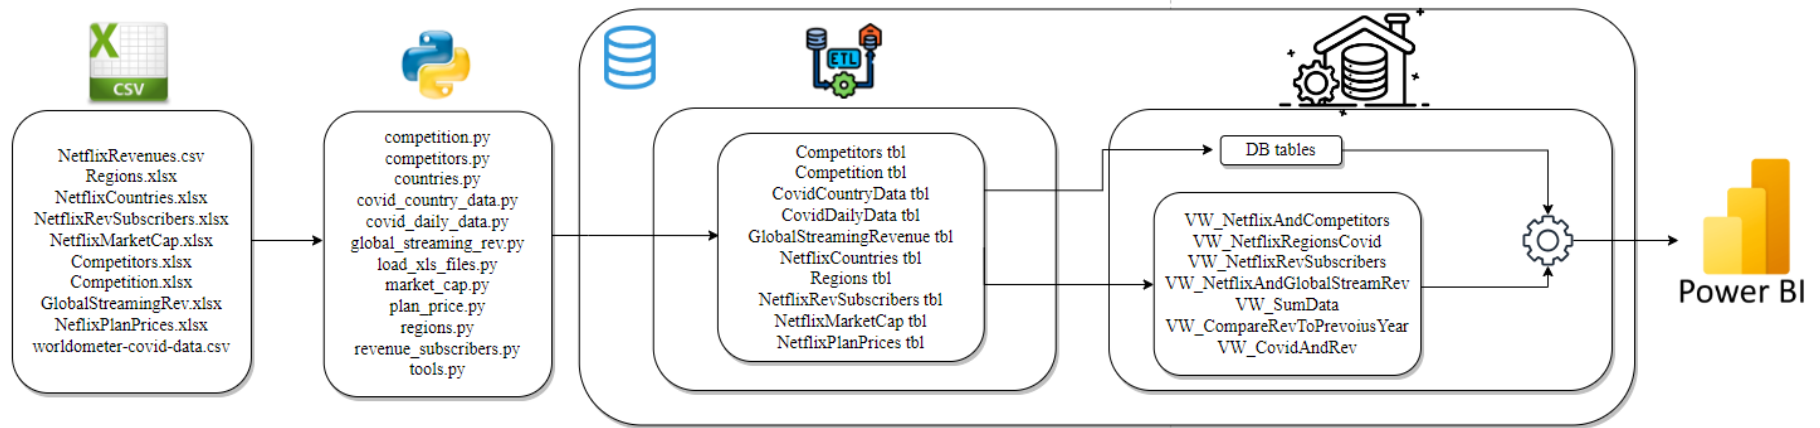 X
CSV
NetflixRevenues.csv
Regions.xlsx
NetflixCountries.xlsx
NetflixRevSubscribers.xlsx
NetflixMarketCap.xlsx
Competitors.xlsx
Competition.xlsx
GlobalStreamingRev.xlsx
NeflixPlanPrices.xlsx
worldometer-covid-data.csv
competition.py
competitors.py
countries.py
covid_country_data.py
covid_daily_data.py
global_streaming_rev.py
load_xls_files.py
market_cap.py
plan_price.py
regions.py
revenue_subscribers.py
tools.py
ETL
Competitors tbl
Competition tbl
CovidCountryData tbl
CovidDailyData tbl
GlobalStreamingRevenue tbl
NetflixCountries tbl
Regions tbl
NetflixRevSubscribers tbl
NetflixMarketCap tbl
NetflixPlanPrices tbl
DB tables
VW_NetflixAndCompetitors
VW_NetflixRegionsCovid
VW_NetflixRevSubscribers
VW_NetflixAndGlobalStreamRev
VW_SumData
VW_CompareRevToPrevoiusYear
VW_CovidAndRev
Power BI